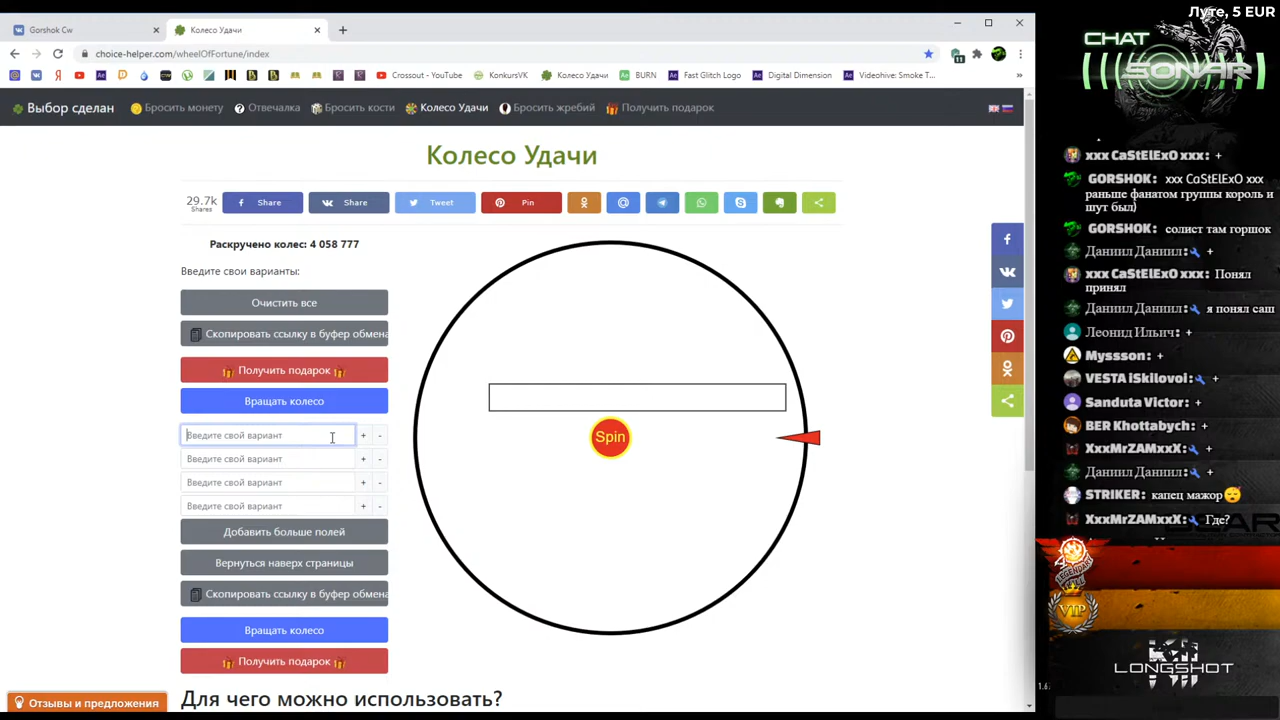 Gorshok Cw
Колесо Удачи
choice-helper.com/wheelOfFortune/index
11
Crossout - YouTube
KonkursVK
Колесо Удачи
BURN
Fast Glitch Logo
Digital Dimension
Videohive: Smoke T...
Выбор сделан
Бросить монету
Отвечалка
Бросить кости
Колесо Удачи
Бросить жребий
Получить подарок
Колесо Удачи
29.7k
Shares
Share
Share
Tweet
Pin
Раскручено колес: 4 058 777
Введите свои варианты:
Очистить все
Скопировать ссылку в буфер обмена
Получить подарок
Вращать колесо
Введите свой вариант + -
Введите свой вариант + -
Введите свой вариант + -
Введите свой вариант + -
Добавить больше полей
Вернуться наверх страницы
Скопировать ссылку в буфер обмена
Вращать колесо
Получить подарок
Spin
Для чего можно использовать?
Отзывы и предложения
Луте, 5 EUR
CHAT
SONAR
xxx CaStElExO xxx: +
GORSHOK: xxx CaStElExO xxx
раньше фанатом группы король и
шут был)
GORSHOK: солист там горшок
Даниил Даниил: +
xxx CaStElExO xxx: Понял
принял
Даниил Даниил: я понял саш
Леонид Ильич: +
Myssson: +
VESTA iSkilovoi: +
Sanduta Victor: +
BER Khottabych: +
XxxMrZAMxxX: +
Даниил Даниил: +
STRIKER: капец мажор
XxxMrZAMxxX: Где?
LEGENDARY
VIP
LONGSHOT